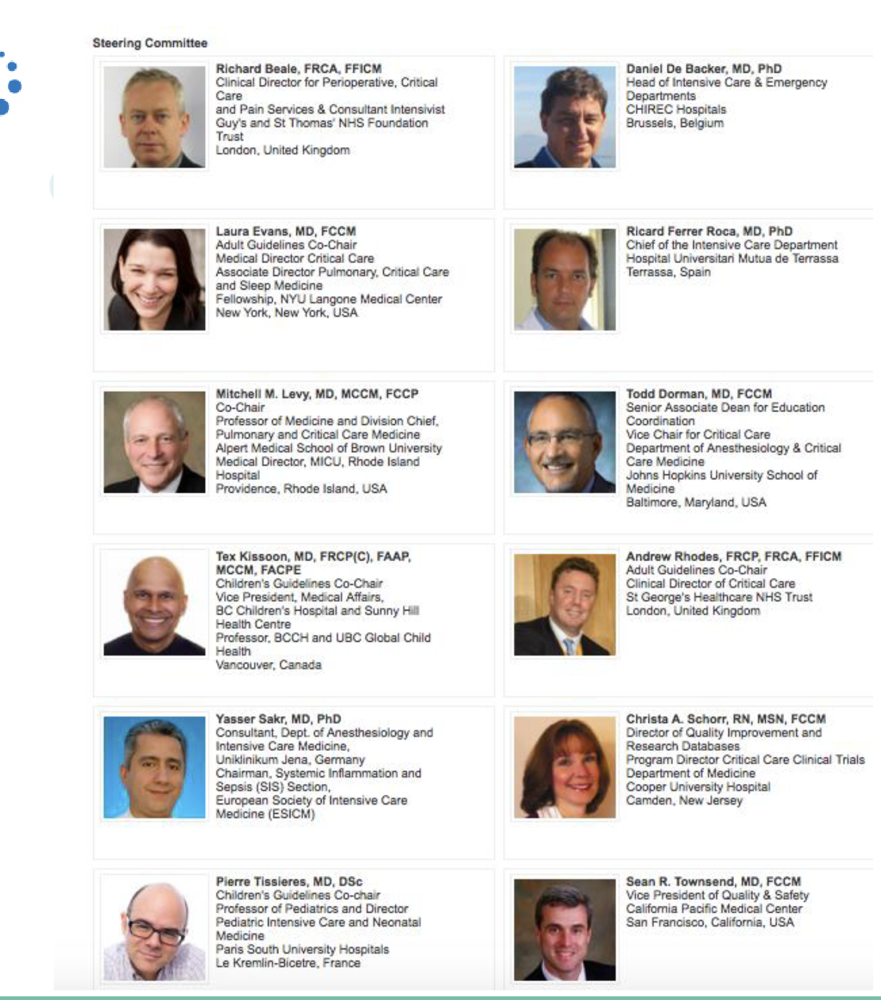 Steering Committee
Richard Beale, FRCA, FFICM
Clinical Director for Perioperative, Critical
Care
and Pain Services & Consultant Intensivist
Guy's and St Thomas' NHS Foundation
Trust
London, United Kingdom
Daniel De Backer, MD, PhD
Head of Intensive Care & Emergency
Departments
CHIREC Hospitals
Brussels, Belgium
Laura Evans, MD, FCCM
Adult Guidelines Co-Chair
Medical Director Critical Care
Associate Director Pulmonary, Critical Care
and Sleep Medicine
Fellowship, NYU Langone Medical Center
New York, New York, USA
Ricard Ferrer Roca, MD, PhD
Chief of the Intensive Care Department
Hospital Universitari Mutua de Terrassa
Terrassa, Spain
Mitchell M. Levy, MD, MCCM, FCCP
Co-Chair
Professor of Medicine and Division Chief,
Pulmonary and Critical Care Medicine
Alpert Medical School of Brown University
Medical Director, MICU, Rhode Island
Hospital
Providence, Rhode Island, USA
Todd Dorman, MD, FCCM
Senior Associate Dean for Education
Coordination
Vice Chair for Critical Care
Department of Anesthesiology & Critical
Care Medicine
Johns Hopkins University School of
Medicine
Baltimore, Maryland, USA
Tex Kissoon, MD, FRCP(C), FAAP,
MCCM, FACPE
Children's Guidelines Co-Chair
Vice President, Medical Affairs,
BC Children's Hospital and Sunny Hill
Health Centre
Professor, BCCH and UBC Global Child
Health
Vancouver, Canada
Andrew Rhodes, FRCP, FRCA, FFICM
Adult Guidelines Co-Chair
Clinical Director of Critical Care
St George's Healthcare NHS Trust
London, United Kingdom
Yasser Sakr, MD, PhD
Consultant, Dept. of Anesthesiology and
Intensive Care Medicine,
Uniklinikum Jena, Germany
Chairman, Systemic Inflammation and
Sepsis (SIS) Section,
European Society of Intensive Care
Medicine (ESICM)
Christa A. Schorr, RN, MSN, FCCM
Director of Quality Improvement and
Research Databases
Program Director Critical Care Clinical Trials
Department of Medicine
Cooper University Hospital
Camden, New Jersey
Pierre Tissieres, MD, DSc
Children's Guidelines Co-chair
Professor of Pediatrics and Director
Pediatric Intensive Care and Neonatal
Medicine
Paris South University Hospitals
Le Kremlin-Bicetre, France
Sean R. Townsend, MD, FCCM
Vice President of Quality & Safety
California Pacific Medical Center
San Francisco, California, USA